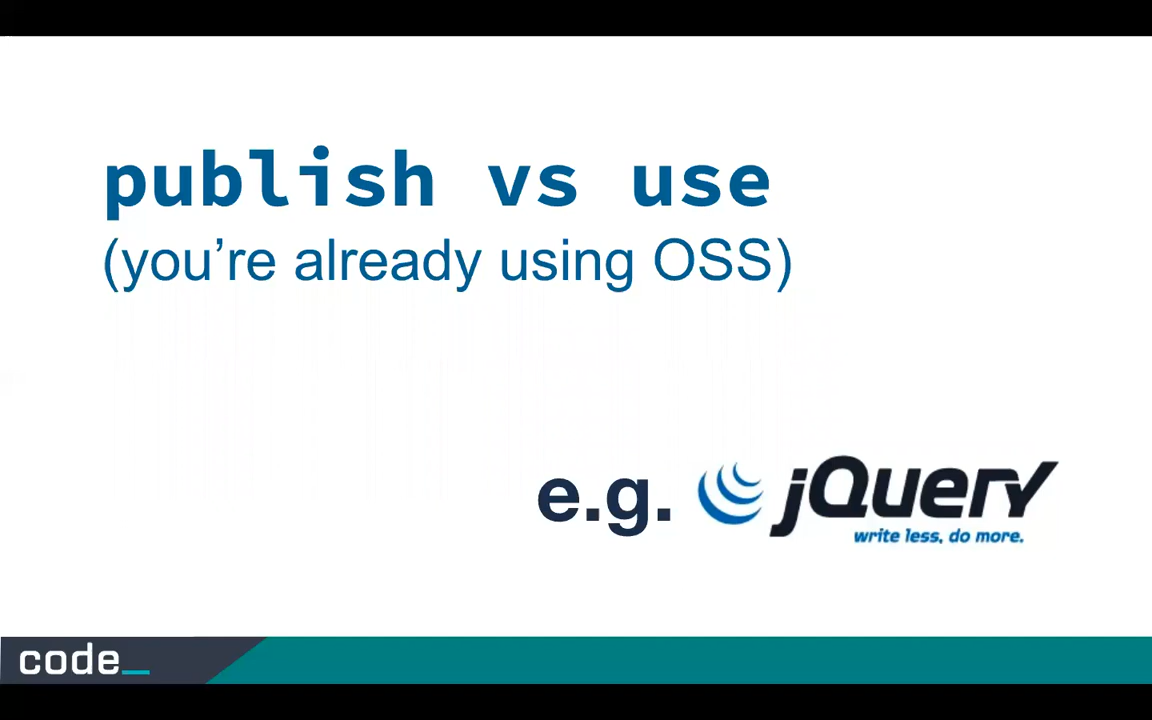 publish vs use
(you’re already using OSS)
e.g. jQuery
write less, do more.
code_